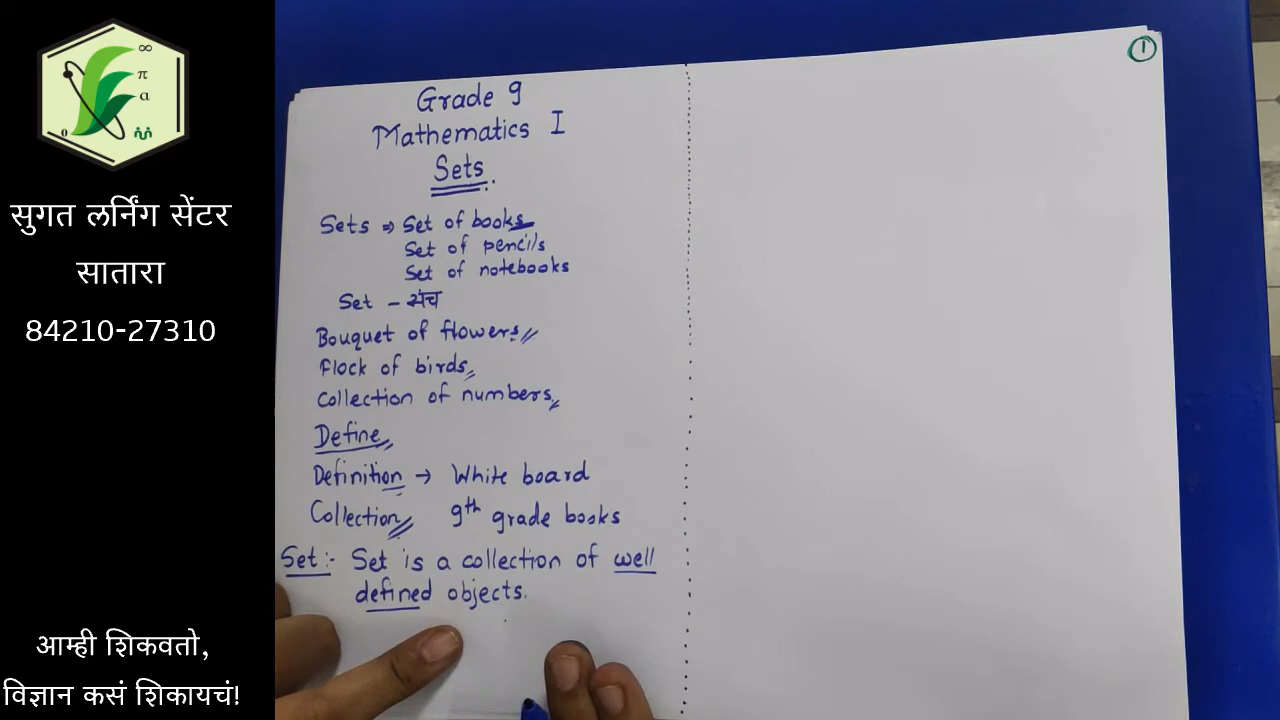 ∞
π
a
सुगत लर्निंग सेंटर
सातारा
84210-27310
आम्ही शिकवतो,
विज्ञान कसं शिकायचं!
1
Grade 9
Mathematics I
Sets
Sets ⇒ Set of books
Set of pencils
Set of notebooks
Set - संच
Bouquet of flowers
Flock of birds
Collection of numbers
Define
Definition → White board
Collection 9th grade books
Set :- Set is a collection of well
defined objects.